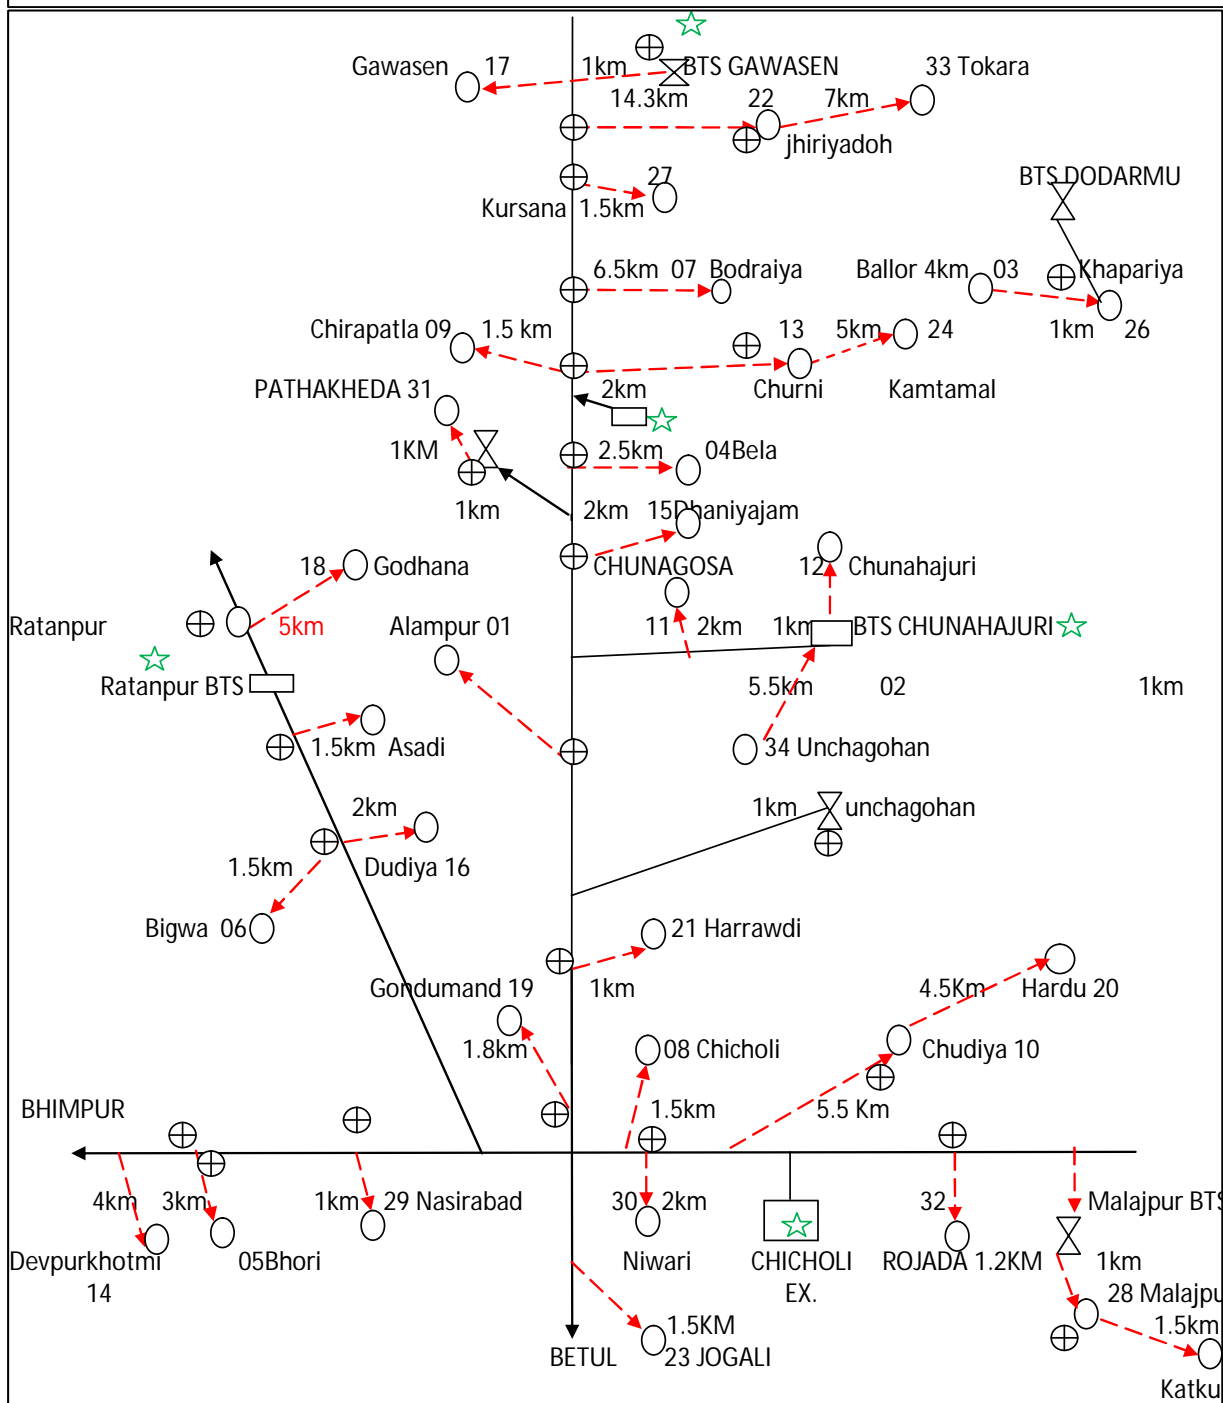 Gawasen 17 1km BTS GAWASEN 33 Tokara
14.3km 22 7km
jhiriyadoh
27 BTS DODARMU
Kursana 1.5km
6.5km 07 Bodraiya Ballor 4km 03 Khapariya
Chirapatla 09 1.5 km 13 5km 24 1km 26
PATHAKHEDA 31 2km Churni Kamtamal
1KM 2.5km 04Bela
1km 2km 15Dhaniyajam
18 Godhana CHUNAGOSA 12 Chunahajuri
Ratanpur 5km Alampur 01 11 2km 1km BTS CHUNAHAJURI
Ratanpur BTS 5.5km 02 1km
1.5km Asadi 34 Unchagohan
2km 1km unchagohan
1.5km Dudiya 16
Bigwa 06 21 Harrawdi
Gondumand 19 1km 4.5Km Hardu 20
1.8km 08 Chicholi Chudiya 10
BHIMPUR 1.5km 5.5 Km
4km 3km 1km 29 Nasirabad 30 2km 32 Malajpur BTS
Devpurkhotmi 05Bhori Niwari CHICHOLI ROJADA 1.2KM 1km
14 EX. 28 Malajpu
1.5KM 1.5km
BETUL 23 JOGALI
Katku